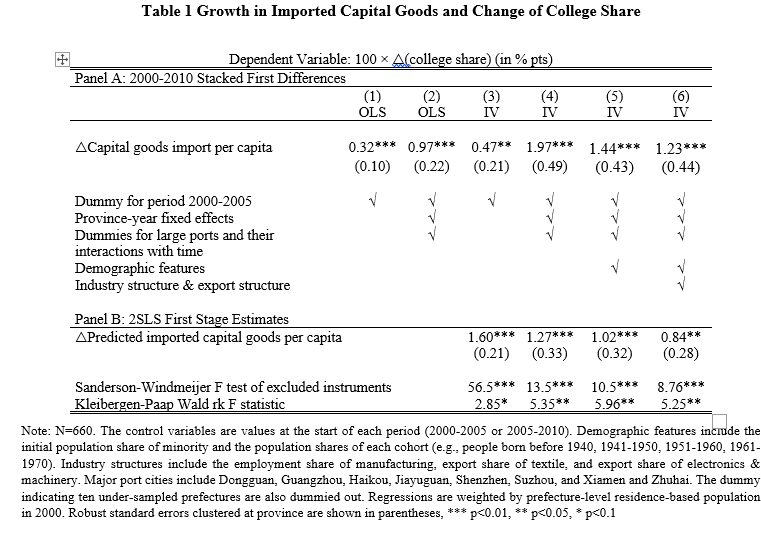 Table 1 Growth in Imported Capital Goods and Change of College Share
Dependent Variable: 100 × △(college share) (in % pts)
Panel A: 2000-2010 Stacked First Differences
(1) (2) (3) (4) (5) (6)
OLS OLS IV IV IV IV
△Capital goods import per capita 0.32*** 0.97*** 0.47** 1.97*** 1.44*** 1.23***
(0.10) (0.22) (0.21) (0.49) (0.43) (0.44)
Dummy for period 2000-2005 √ √ √ √ √ √
Province-year fixed effects √ √ √ √
Dummies for large ports and their √ √ √ √
interactions with time
Demographic features √ √
Industry structure & export structure √
Panel B: 2SLS First Stage Estimates
△Predicted imported capital goods per capita 1.60*** 1.27*** 1.02*** 0.84**
(0.21) (0.33) (0.32) (0.28)
Sanderson-Windmeijer F test of excluded instruments 56.5*** 13.5*** 10.5*** 8.76***
Kleibergen-Paap Wald rk F statistic 2.85* 5.35** 5.96** 5.25**
Note: N=660. The control variables are values at the start of each period (2000-2005 or 2005-2010). Demographic features include the
initial population share of minority and the population shares of each cohort (e.g., people born before 1940, 1941-1950, 1951-1960, 1961-
1970). Industry structures include the employment share of manufacturing, export share of textile, and export share of electronics &
machinery. Major port cities include Dongguan, Guangzhou, Haikou, Jiayuguan, Shenzhen, Suzhou, and Xiamen and Zhuhai. The dummy
indicating ten under-sampled prefectures are also dummied out. Regressions are weighted by prefecture-level residence-based population
in 2000. Robust standard errors clustered at province are shown in parentheses, *** p<0.01, ** p<0.05, * p<0.1